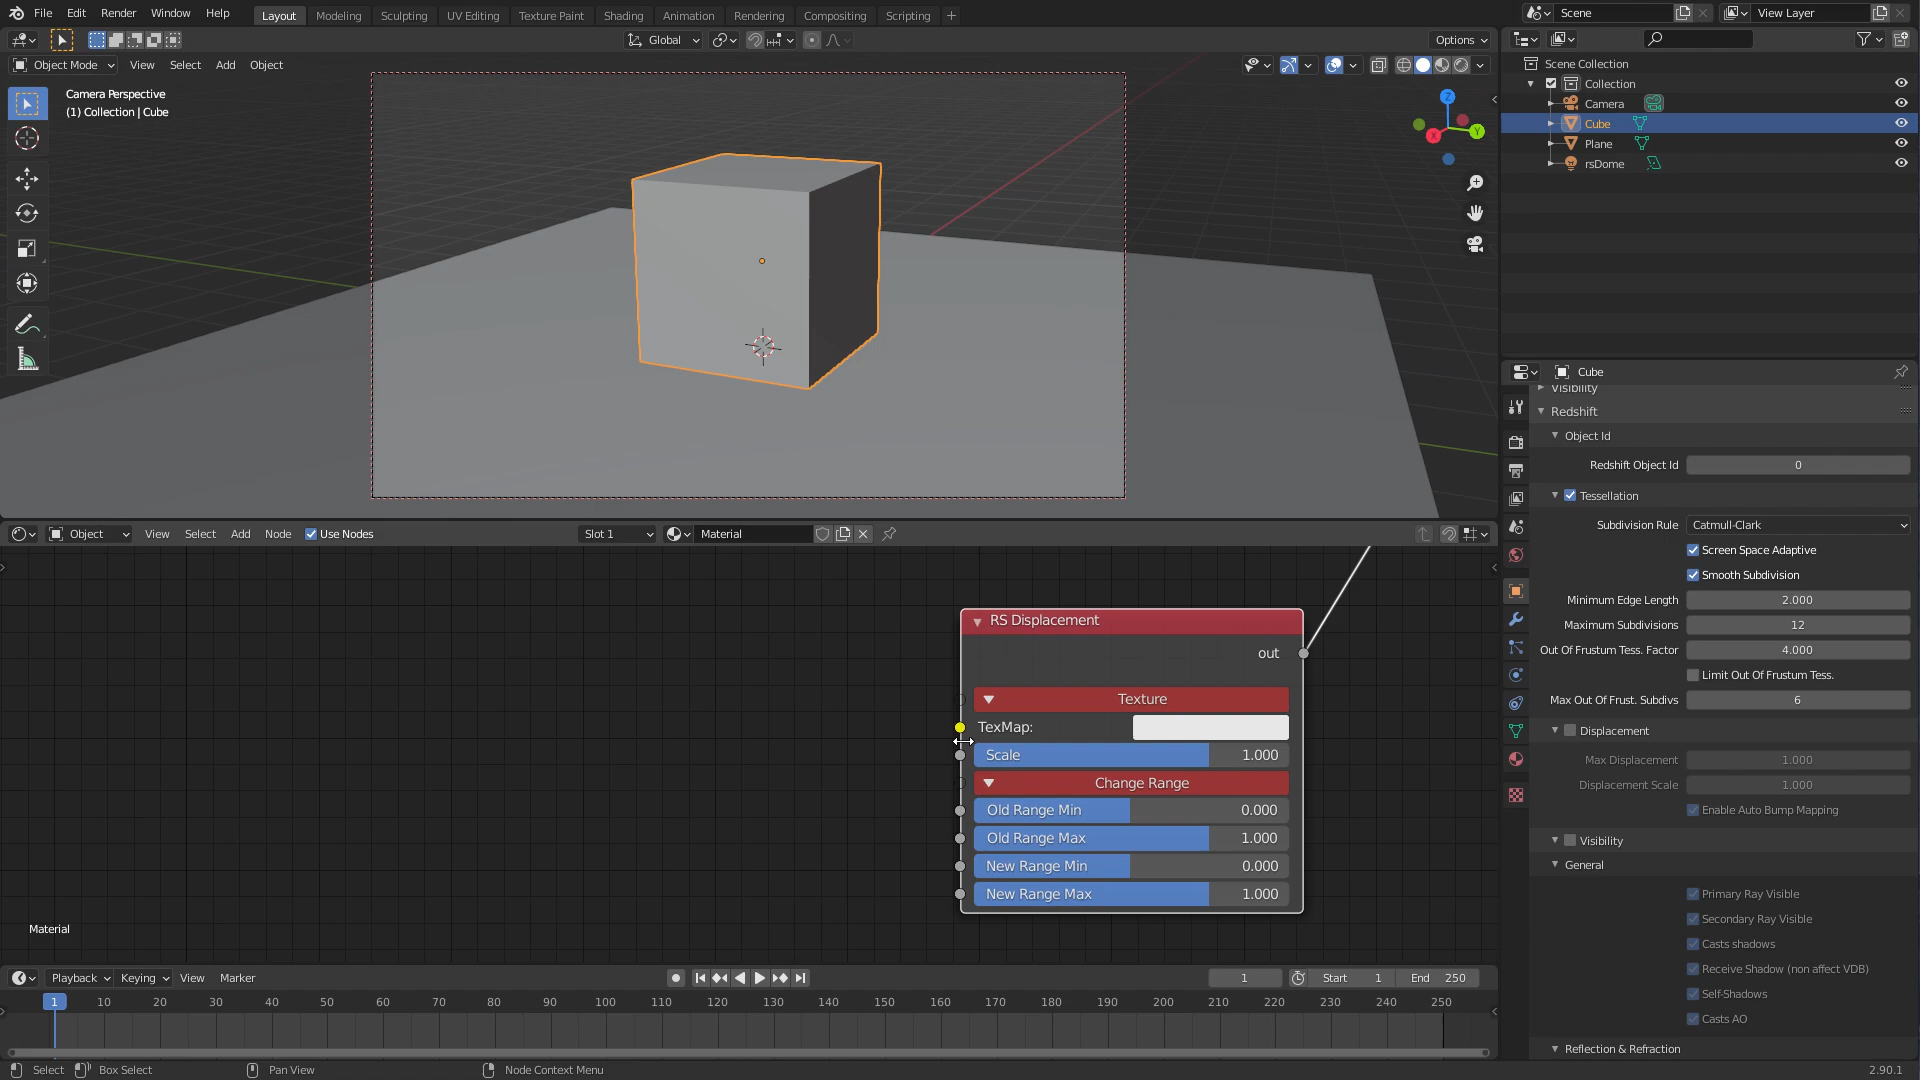 File Edit Render Window Help Layout Modeling Sculpting UV Editing Texture Paint Shading Animation Rendering Compositing Scripting + Scene View Layer
Global Options
Object Mode View Select Add Object
Camera Perspective
(1) Collection | Cube
Z
Y
X
Scene Collection
Collection
Camera
Cube
Plane
rsDome
Cube
Visibility
Redshift
Object Id
Redshift Object Id 0
Tessellation
Subdivision Rule Catmull-Clark
Screen Space Adaptive
Smooth Subdivision
Minimum Edge Length 2.000
Maximum Subdivisions 12
Out Of Frustum Tess. Factor 4.000
Limit Out Of Frustum Tess.
Max Out Of Frust. Subdivs 6
Displacement
Max Displacement 1.000
Displacement Scale 1.000
Enable Auto Bump Mapping
Visibility
General
Primary Ray Visible
Secondary Ray Visible
Casts shadows
Receive Shadow (non affect VDB)
Self-Shadows
Casts AO
Reflection & Refraction
Object View Select Add Node Use Nodes Slot 1 Material
RS Displacement
out
Texture
TexMap:
Scale 1.000
Change Range
Old Range Min 0.000
Old Range Max 1.000
New Range Min 0.000
New Range Max 1.000
Material
Playback Keying View Marker 1 Start 1 End 250
1 10 20 30 40 50 60 70 80 90 100 110 120 130 140 150 160 170 180 190 200 210 220 230 240 250
Select Box Select Pan View Node Context Menu 2.90.1